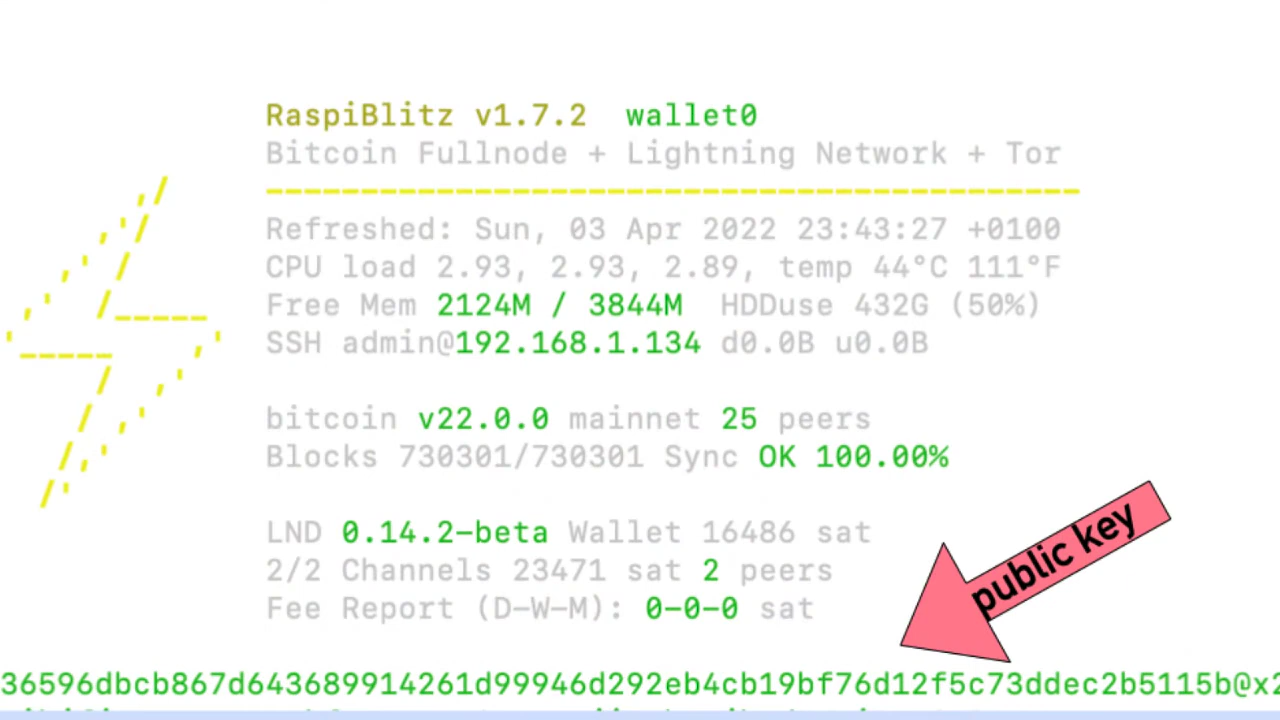 RaspiBlitz v1.7.2 wallet0
Bitcoin Fullnode + Lightning Network + Tor
Refreshed: Sun, 03 Apr 2022 23:43:27 +0100
CPU load 2.93, 2.93, 2.89, temp 44°C 111°F
Free Mem 2124M / 3844M HDDuse 432G (50%)
SSH admin@192.168.1.134 d0.0B u0.0B
bitcoin v22.0.0 mainnet 25 peers
Blocks 730301/730301 Sync OK 100.00%
LND 0.14.2-beta Wallet 16486 sat
2/2 Channels 23471 sat 2 peers
Fee Report (D-W-M): 0-0-0 sat
public key
36596dbcb867d643689914261d99946d292eb4cb19bf76d12f5c73ddec2b5115b@x2